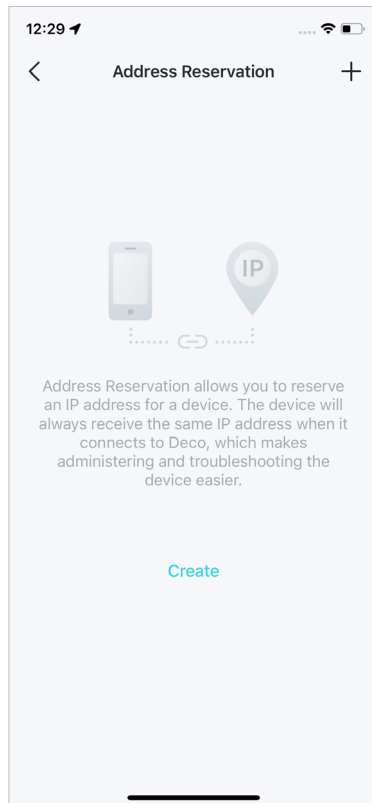 12:29
Address Reservation
IP
Address Reservation allows you to reserve
an IP address for a device. The device will
always receive the same IP address when it
connects to Deco, which makes
administering and troubleshooting the
device easier.
Create